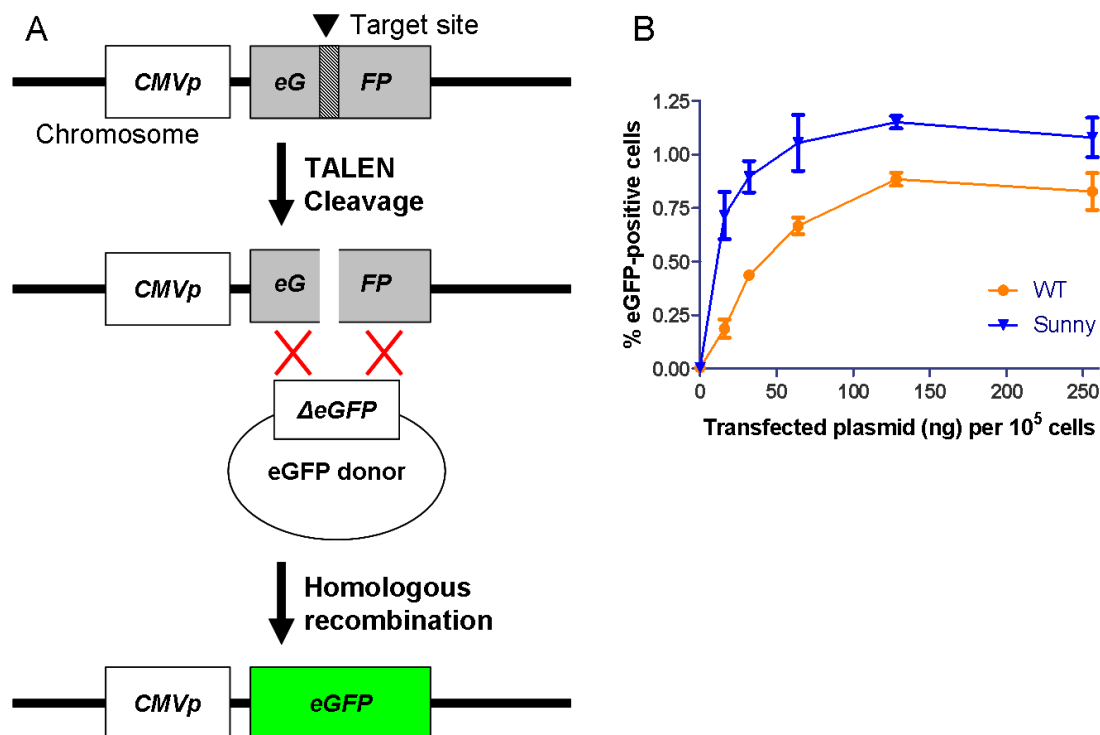 A
Target site
CMVp
eG
FP
Chromosome
TALEN
Cleavage
CMVp
eG
FP
ΔeGFP
eGFP donor
Homologous
recombination
CMVp
eGFP
B
% eGFP-positive cells
1.25
1.00
0.75
0.50
0.25
0.00
WT
Sunny
0
50
100
150
200
250
Transfected plasmid (ng) per 10⁵ cells